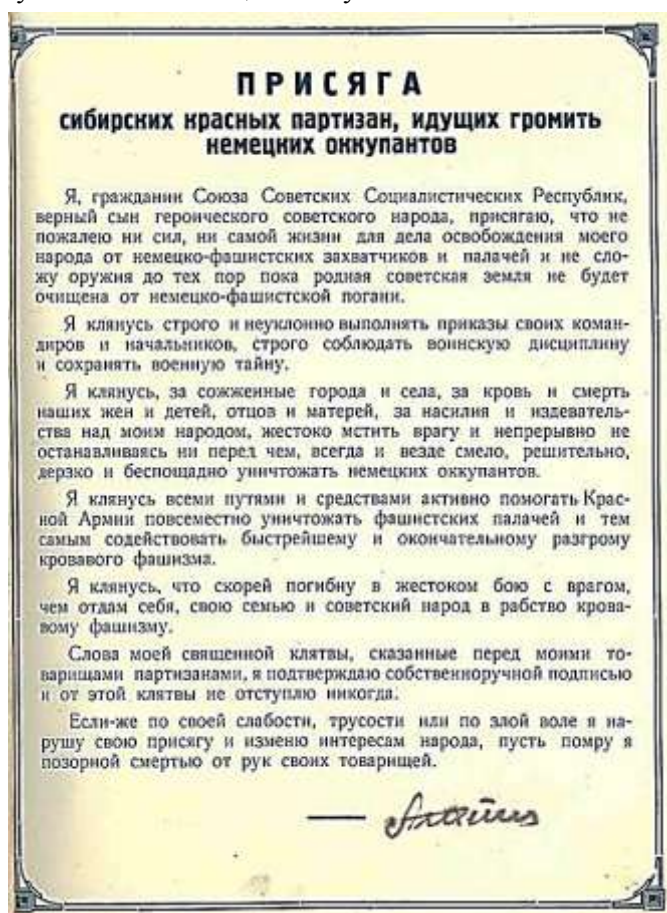 ПРИСЯГА
сибирских красных партизан, идущих громить
немецких оккупантов
Я, гражданин Союза Советских Социалистических Республик,
верный сын героического советского народа, присягаю, что не
пожалею ни сил, ни самой жизни для дела освобождения моего
народа от немецко-фашистских захватчиков и палачей и не сло-
жу оружия до тех пор пока родная советская земля не будет
очищена от немецко-фашистской погани.
Я клянусь строго и неуклонно выполнять приказы своих коман-
диров и начальников, строго соблюдать воинскую дисциплину
и сохранять военную тайну.
Я клянусь, за сожженные города и села, за кровь и смерть
наших жен и детей, отцов и матерей, за насилия и издеватель-
ства над моим народом, жестоко мстить врагу и непрерывно не
останавливаясь ни перед чем, всегда и везде смело, решительно,
дерзко и беспощадно уничтожать немецких оккупантов.
Я клянусь всеми путями и средствами активно помогать Крас-
ной Армии повсеместно уничтожать фашистских палачей и тем
самым содействовать быстрейшему и окончательному разгрому
кровавого фашизма.
Я клянусь, что скорей погибну в жестоком бою с врагом,
чем отдам себя, свою семью и советский народ в рабство крова-
вому фашизму.
Слова моей священной клятвы, сказанные перед моими то-
варищами партизанами, я подтверждаю собственноручной подписью
и от этой клятвы не отступлю никогда.
Если-же по своей слабости, трусости или по злой воле я на-
рушу свою присягу и изменю интересам народа, пусть помру я
позорной смертью от рук своих товарищей.